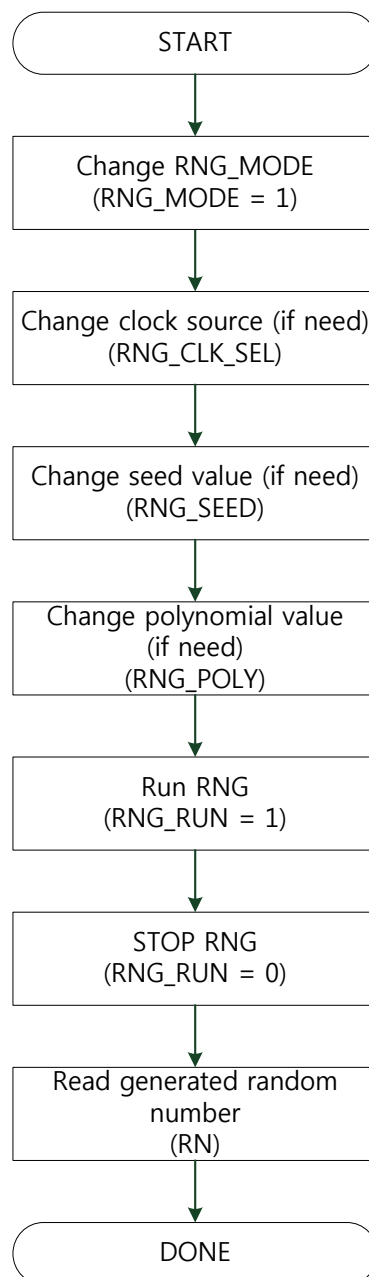 START
Change RNG_MODE
(RNG_MODE = 1)
Change clock source (if need)
(RNG_CLK_SEL)
Change seed value (if need)
(RNG_SEED)
Change polynomial value
(if need)
(RNG_POLY)
Run RNG
(RNG_RUN = 1)
STOP RNG
(RNG_RUN = 0)
Read generated random
number
(RN)
DONE